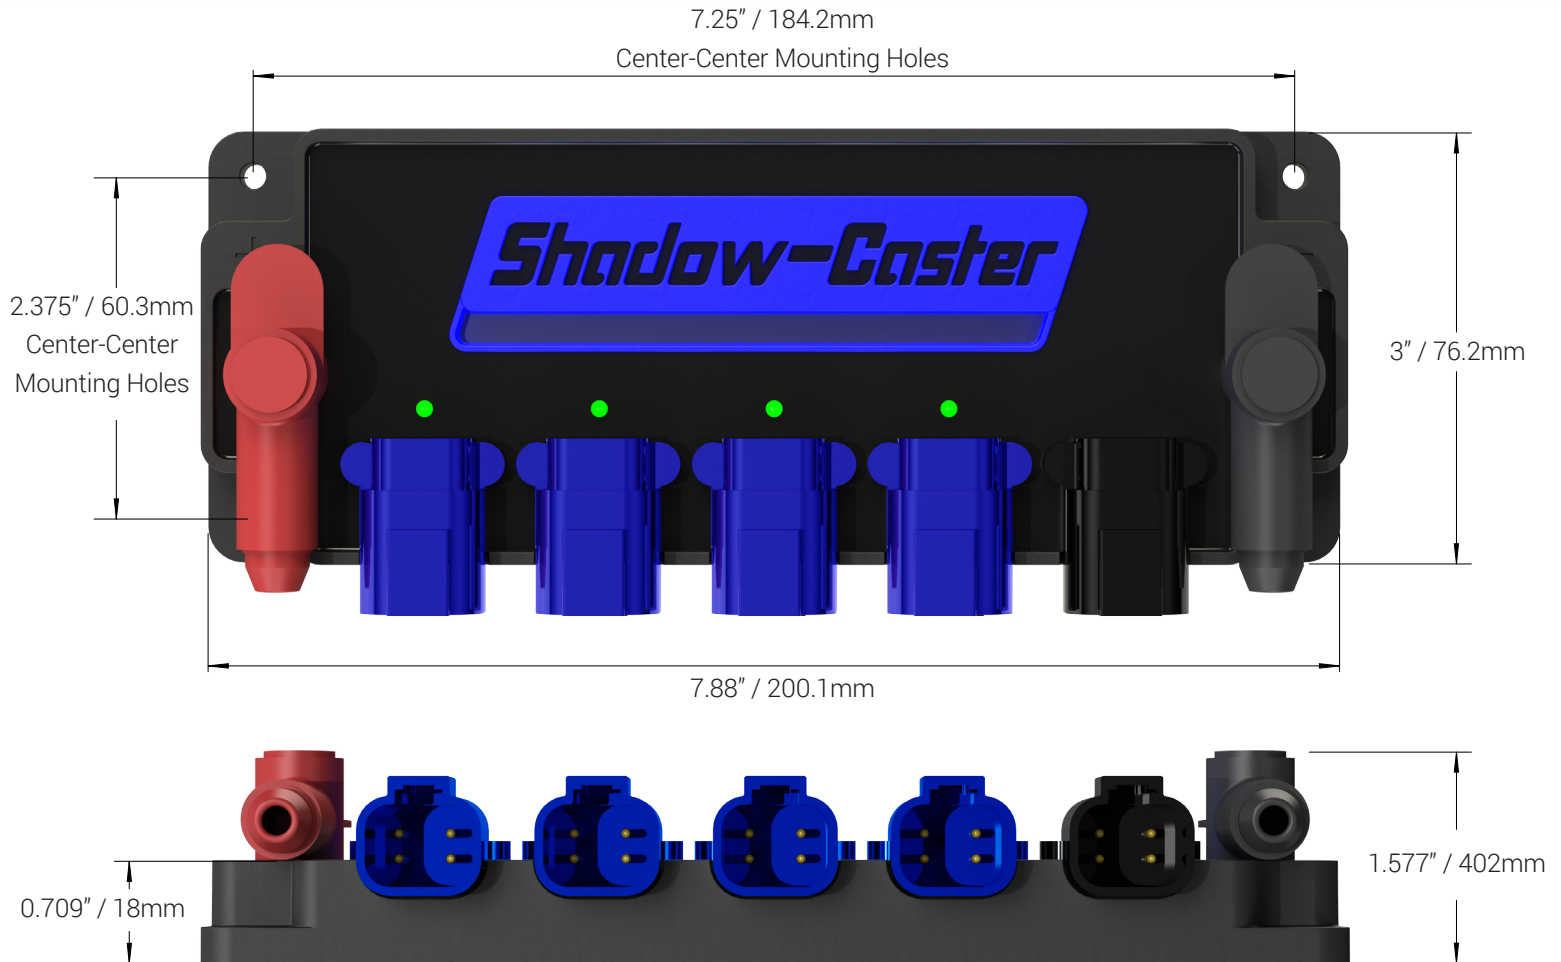 7.25” / 184.2mm
Center-Center Mounting Holes
Shadow-Caster
2.375” / 60.3mm
Center-Center
Mounting Holes
3” / 76.2mm
7.88” / 200.1mm
0.709” / 18mm
1.577” / 402mm